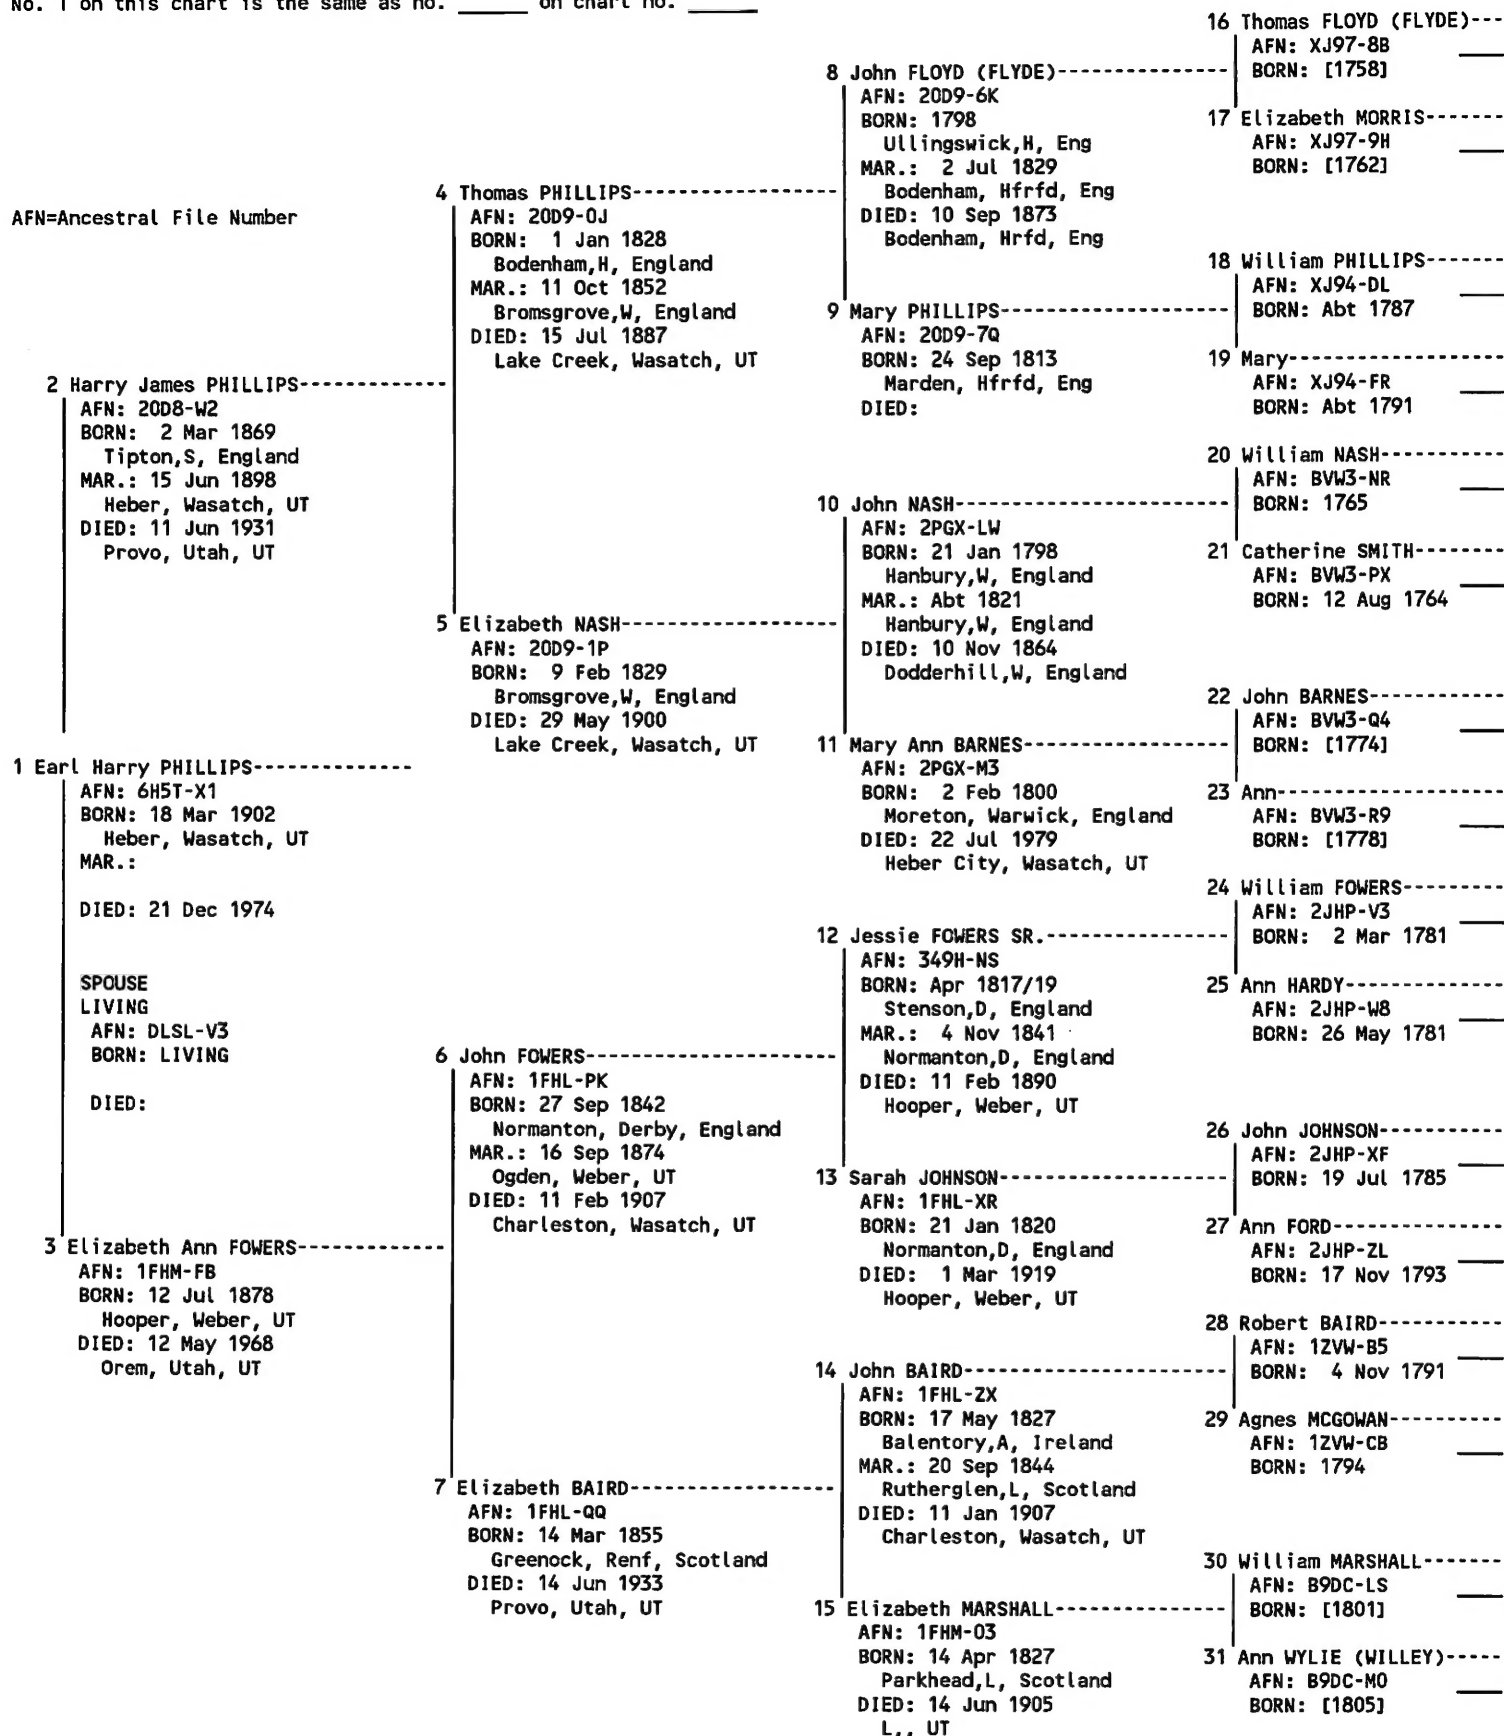 No. 1 on this chart is the same as no. _____ on chart no. _____
AFN=Ancestral File Number
1 Earl Harry PHILLIPS--------------
AFN: 6H5T-X1
BORN: 18 Mar 1902
Heber, Wasatch, UT
MAR.:
DIED: 21 Dec 1974
SPOUSE
LIVING
AFN: DLSL-V3
BORN: LIVING
DIED:
2 Harry James PHILLIPS-------------
AFN: 20D8-W2
BORN: 2 Mar 1869
Tipton,S, England
MAR.: 15 Jun 1898
Heber, Wasatch, UT
DIED: 11 Jun 1931
Provo, Utah, UT
3 Elizabeth Ann FOWERS-------------
AFN: 1FHM-FB
BORN: 12 Jul 1878
Hooper, Weber, UT
DIED: 12 May 1968
Orem, Utah, UT
4 Thomas PHILLIPS------------------
AFN: 20D9-0J
BORN: 1 Jan 1828
Bodenham,H, England
MAR.: 11 Oct 1852
Bromsgrove,W, England
DIED: 15 Jul 1887
Lake Creek, Wasatch, UT
5 Elizabeth NASH-------------------
AFN: 20D9-1P
BORN: 9 Feb 1829
Bromsgrove,W, England
DIED: 29 May 1900
Lake Creek, Wasatch, UT
6 John FOWERS----------------------
AFN: 1FHL-PK
BORN: 27 Sep 1842
Normanton, Derby, England
MAR.: 16 Sep 1874
Ogden, Weber, UT
DIED: 11 Feb 1907
Charleston, Wasatch, UT
7 Elizabeth BAIRD------------------
AFN: 1FHL-QQ
BORN: 14 Mar 1855
Greenock, Renf, Scotland
DIED: 14 Jun 1933
Provo, Utah, UT
8 John FLOYD (FLYDE)---------------
AFN: 20D9-6K
BORN: 1798
Ullingswick,H, Eng
MAR.: 2 Jul 1829
Bodenham, Hfrfd, Eng
DIED: 10 Sep 1873
Bodenham, Hrfd, Eng
9 Mary PHILLIPS--------------------
AFN: 20D9-7Q
BORN: 24 Sep 1813
Marden, Hfrfd, Eng
DIED:
10 John NASH------------------------
AFN: 2PGX-LW
BORN: 21 Jan 1798
Hanbury,W, England
MAR.: Abt 1821
Hanbury,W, England
DIED: 10 Nov 1864
Dodderhill,W, England
11 Mary Ann BARNES------------------
AFN: 2PGX-M3
BORN: 2 Feb 1800
Moreton, Warwick, England
DIED: 22 Jul 1979
Heber City, Wasatch, UT
12 Jessie FOWERS SR.----------------
AFN: 349H-NS
BORN: Apr 1817/19
Stenson,D, England
MAR.: 4 Nov 1841
Normanton,D, England
DIED: 11 Feb 1890
Hooper, Weber, UT
13 Sarah JOHNSON--------------------
AFN: 1FHL-XR
BORN: 21 Jan 1820
Normanton,D, England
DIED: 1 Mar 1919
Hooper, Weber, UT
14 John BAIRD-----------------------
AFN: 1FHL-ZX
BORN: 17 May 1827
Balentory,A, Ireland
MAR.: 20 Sep 1844
Rutherglen,L, Scotland
DIED: 11 Jan 1907
Charleston, Wasatch, UT
15 Elizabeth MARSHALL---------------
AFN: 1FHM-03
BORN: 14 Apr 1827
Parkhead,L, Scotland
DIED: 14 Jun 1905
L,, UT
16 Thomas FLOYD (FLYDE)---
AFN: XJ97-8B
BORN: [1758]
17 Elizabeth MORRIS-------
AFN: XJ97-9H
BORN: [1762]
18 William PHILLIPS-------
AFN: XJ94-DL
BORN: Abt 1787
19 Mary-------------------
AFN: XJ94-FR
BORN: Abt 1791
20 William NASH-----------
AFN: BVW3-NR
BORN: 1765
21 Catherine SMITH--------
AFN: BVW3-PX
BORN: 12 Aug 1764
22 John BARNES------------
AFN: BVW3-Q4
BORN: [1774]
23 Ann--------------------
AFN: BVW3-R9
BORN: [1778]
24 William FOWERS---------
AFN: 2JHP-V3
BORN: 2 Mar 1781
25 Ann HARDY--------------
AFN: 2JHP-W8
BORN: 26 May 1781
26 John JOHNSON-----------
AFN: 2JHP-XF
BORN: 19 Jul 1785
27 Ann FORD---------------
AFN: 2JHP-ZL
BORN: 17 Nov 1793
28 Robert BAIRD-----------
AFN: 1ZVW-B5
BORN: 4 Nov 1791
29 Agnes MCGOWAN----------
AFN: 1ZVW-CB
BORN: 1794
30 William MARSHALL-------
AFN: B9DC-LS
BORN: [1801]
31 Ann WYLIE (WILLEY)-----
AFN: B9DC-M0
BORN: [1805]